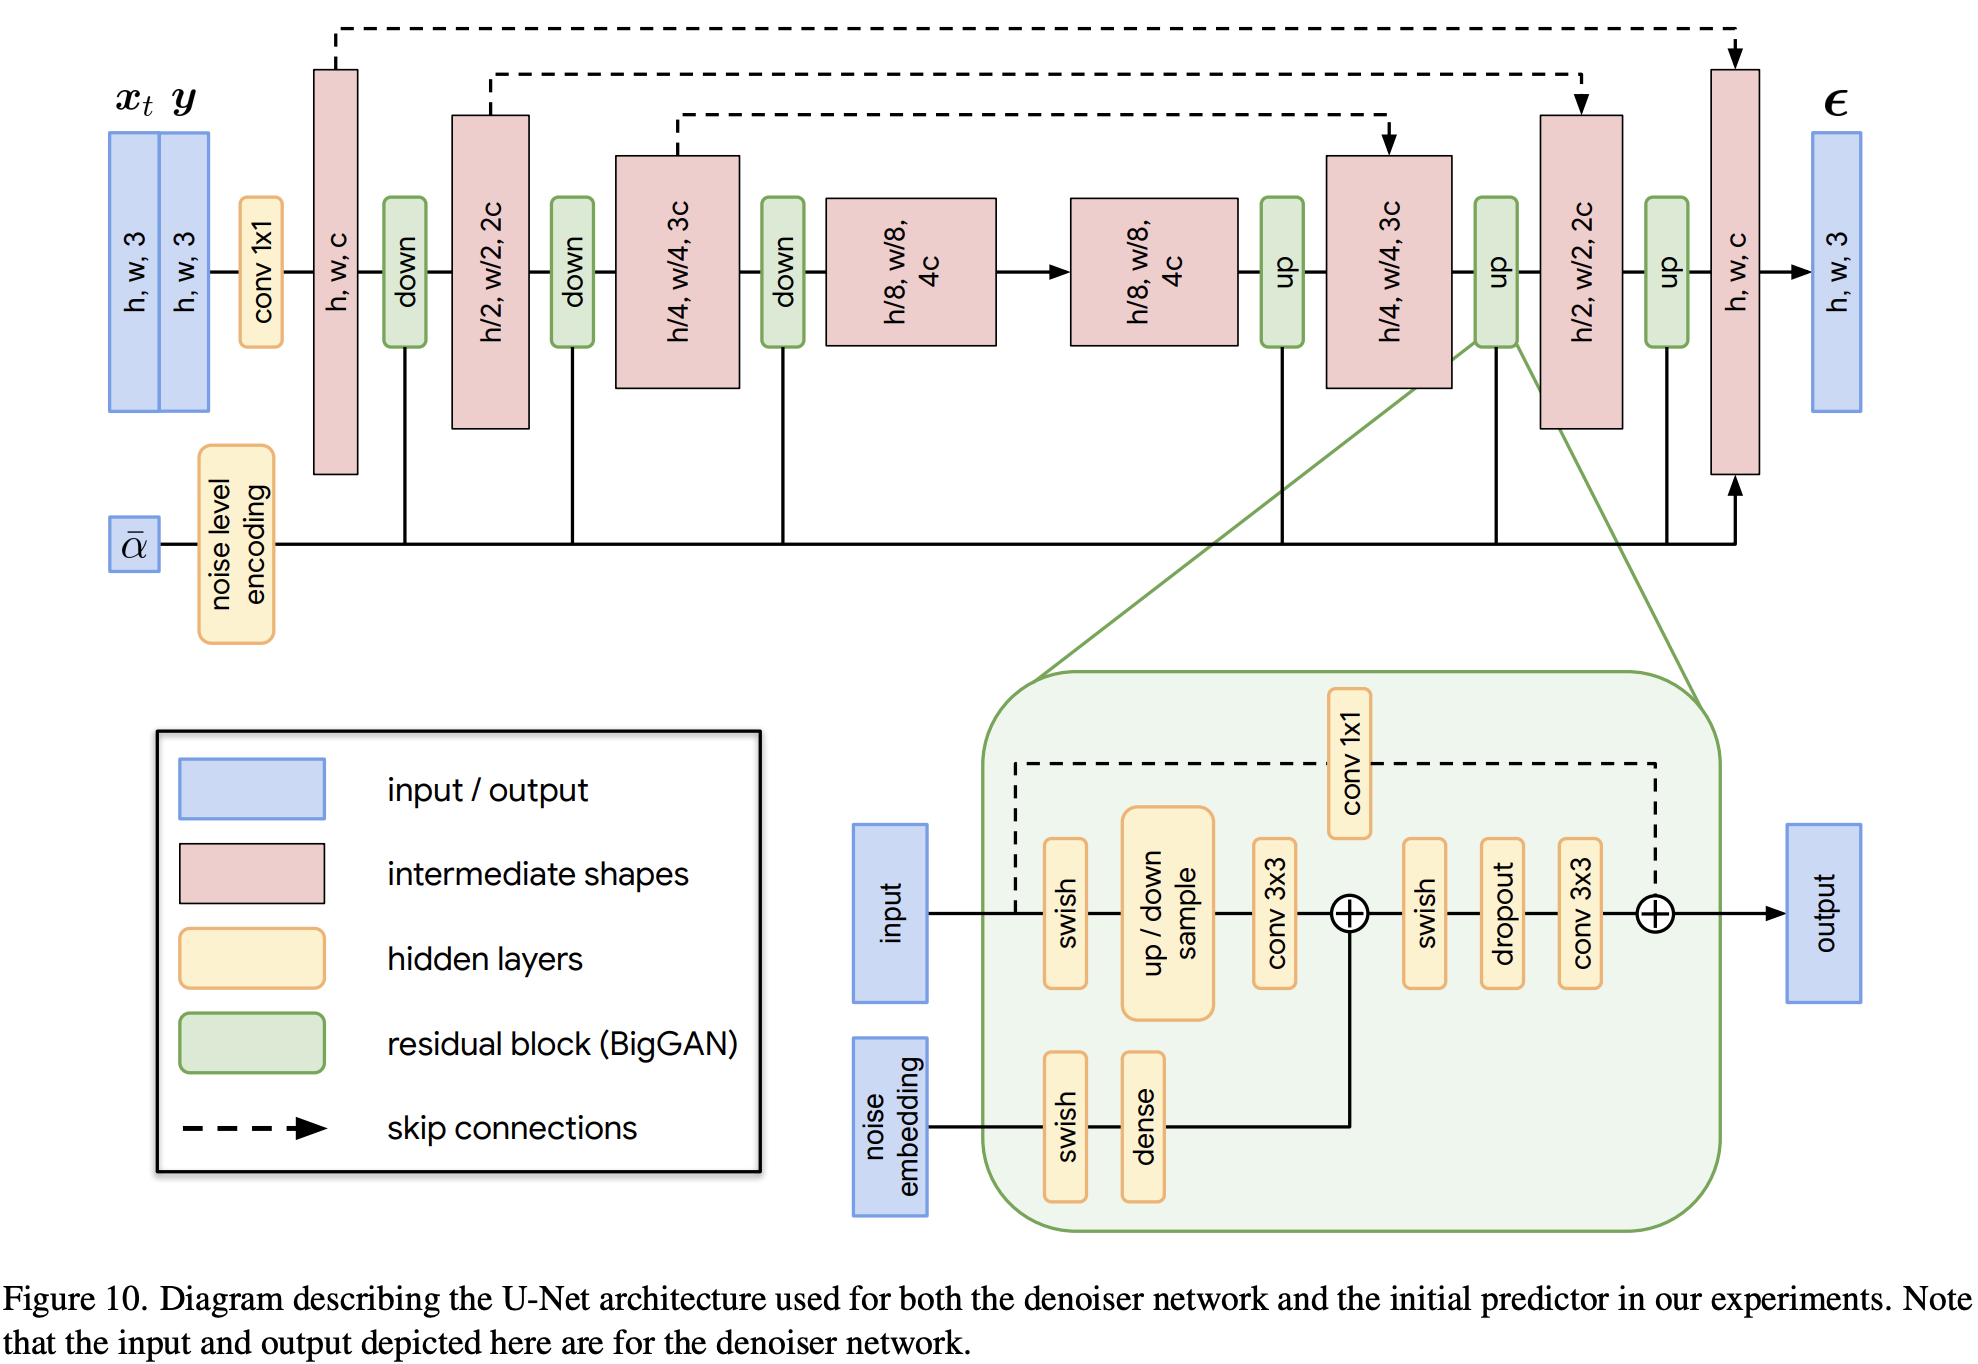 x_t y
h, w, 3
h, w, 3
conv 1x1
h, w, c
down
h/2, w/2, 2c
down
h/4, w/4, 3c
down
h/8, w/8,
4c
h/8, w/8,
4c
up
h/4, w/4, 3c
up
h/2, w/2, 2c
up
h, w, c
ϵ
h, w, 3
ᾱ
noise level
encoding
input / output
intermediate shapes
hidden layers
residual block (BigGAN)
skip connections
conv 1x1
input
swish
up / down
sample
conv 3x3
swish
dropout
conv 3x3
output
noise
embedding
swish
dense
Figure 10. Diagram describing the U-Net architecture used for both the denoiser network and the initial predictor in our experiments. Note
that the input and output depicted here are for the denoiser network.